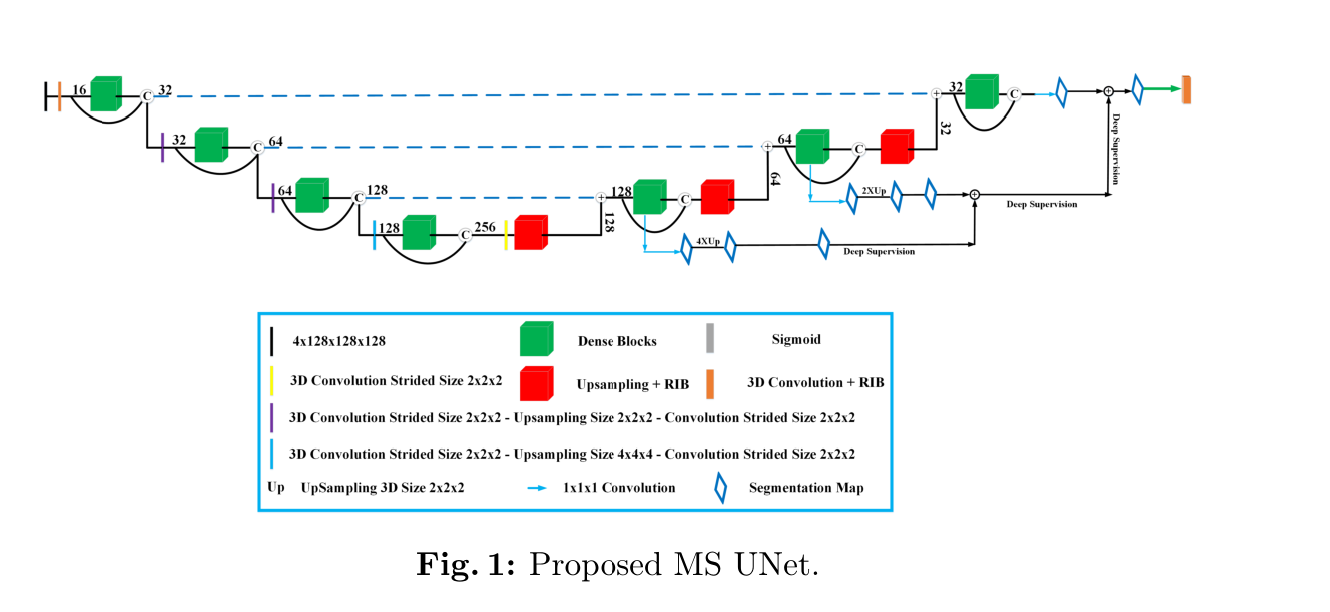 16 C 32 + 32 C
32 C 64 + 64 C 32 Deep Supervision
64 C 128 + 128 C 64 2XUp + Deep Supervision
128 C 256 128 4XUp Deep Supervision
4x128x128x128 Dense Blocks Sigmoid
3D Convolution Strided Size 2x2x2 Upsampling + RIB 3D Convolution + RIB
3D Convolution Strided Size 2x2x2 - Upsampling Size 2x2x2 - Convolution Strided Size 2x2x2
3D Convolution Strided Size 2x2x2 - Upsampling Size 4x4x4 - Convolution Strided Size 2x2x2
Up UpSampling 3D Size 2x2x2 1x1x1 Convolution Segmentation Map
Fig. 1: Proposed MS UNet.